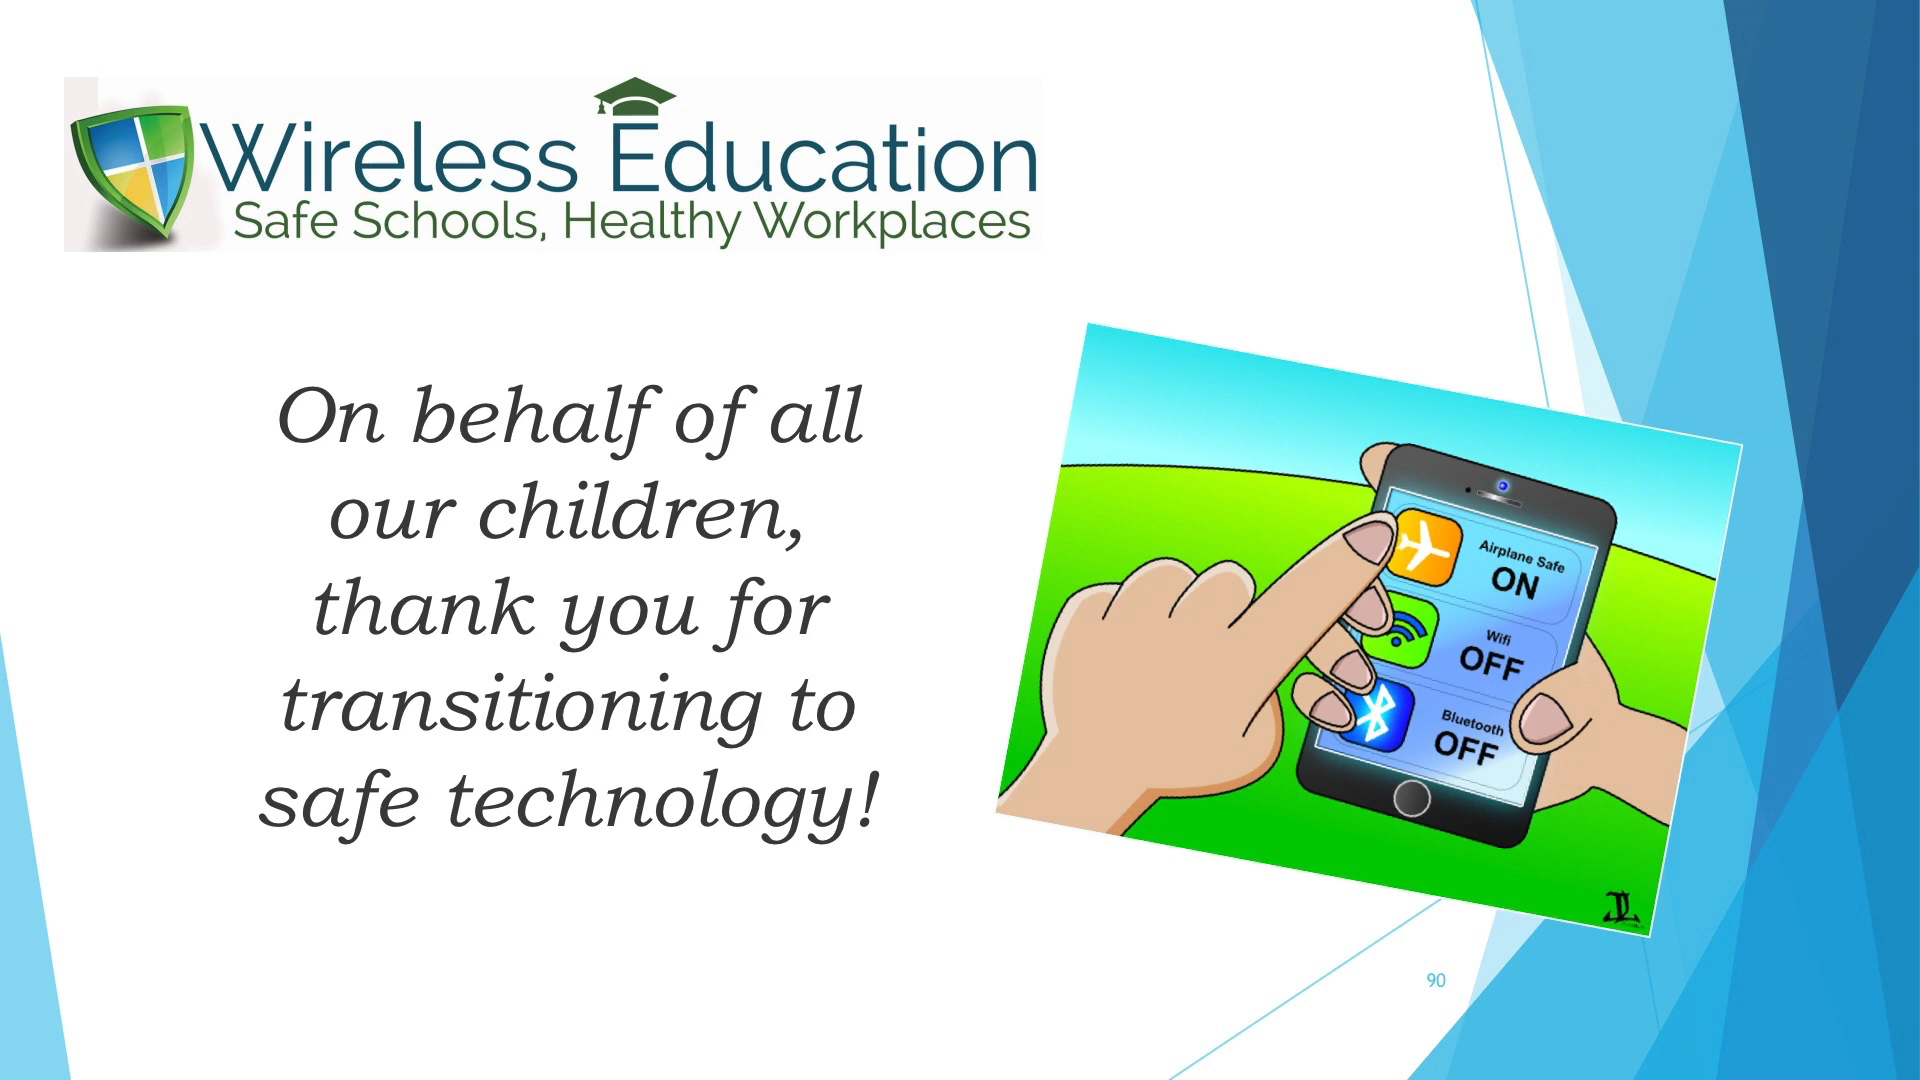 Wireless Education
Safe Schools, Healthy Workplaces
On behalf of all
our children,
thank you for
transitioning to
safe technology!
Airplane Safe
ON
Wifi
OFF
Bluetooth
OFF
JL
90